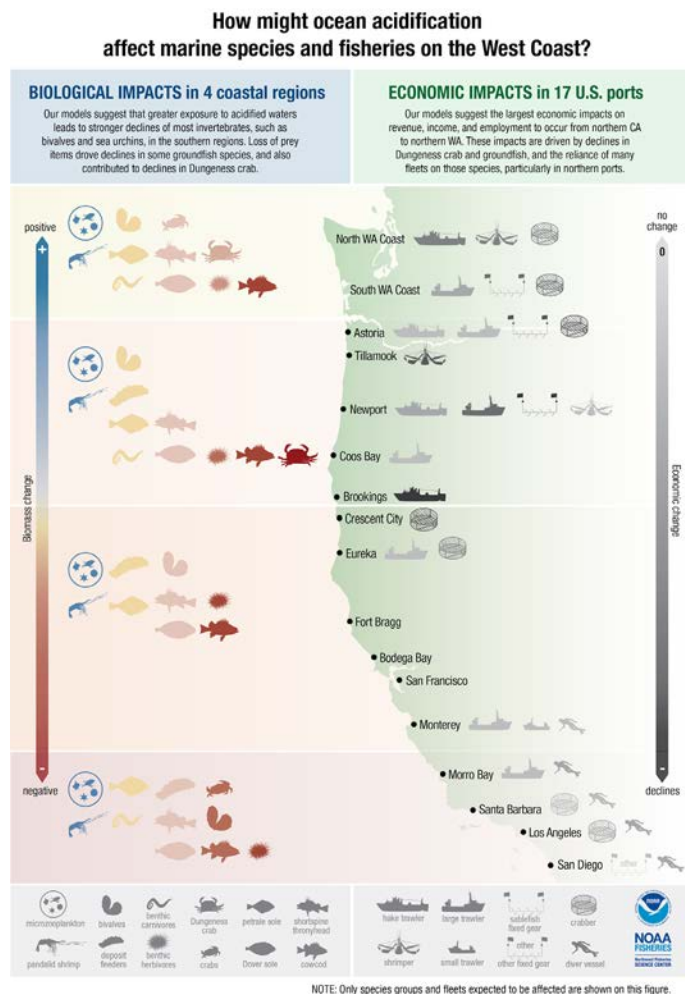 How might ocean acidification
affect marine species and fisheries on the West Coast?
BIOLOGICAL IMPACTS in 4 coastal regions
Our models suggest that greater exposure to acidified waters
leads to stronger declines of most invertebrates, such as
bivalves and sea urchins, in the southern regions. Loss of prey
items drove declines in some groundfish species, and also
contributed to declines in Dungeness crab.
ECONOMIC IMPACTS in 17 U.S. ports
Our models suggest the largest economic impacts on
revenue, income, and employment to occur from northern CA
to northern WA. These impacts are driven by declines in
Dungeness crab and groundfish, and the reliance of many
fleets on those species, particularly in northern ports.
positive
+
Biomass change
-
negative
no
change
0
Economic change
-
declines
North WA Coast
South WA Coast
Astoria
Tillamook
Newport
Coos Bay
Brookings
Crescent City
Eureka
Fort Bragg
Bodega Bay
San Francisco
Monterey
Morro Bay
Santa Barbara
Los Angeles
San Diego
other
microzooplankton
bivalves
benthic
carnivores
Dungeness
crab
petrale sole
shortspine
thronyhead
pandalid shrimp
deposit
feeders
benthic
herbivores
crabs
Dover sole
cowcod
hake trawler
large trawler
sablefish
fixed gear
crabber
shrimper
small trawler
other
other fixed gear
diver vessel
NOAA
NOAA
FISHERIES
Northwest Fisheries
SCIENCE CENTER
NOTE: Only species groups and fleets expected to be affected are shown on this figure.